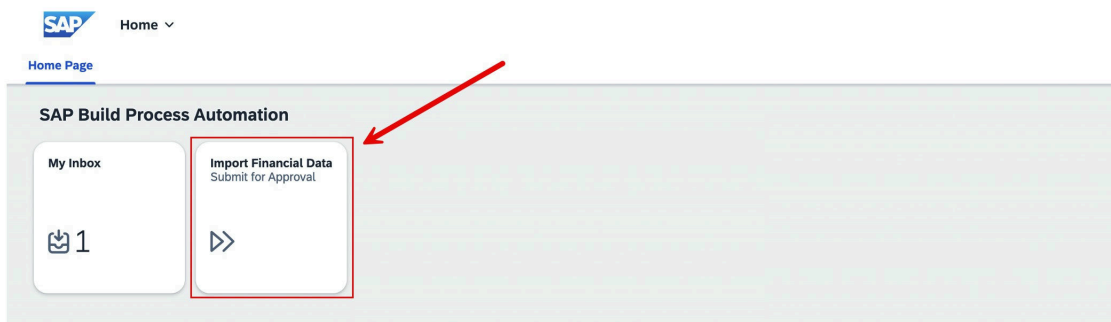 SAP Home
Home Page
SAP Build Process Automation
My Inbox
1
Import Financial Data
Submit for Approval